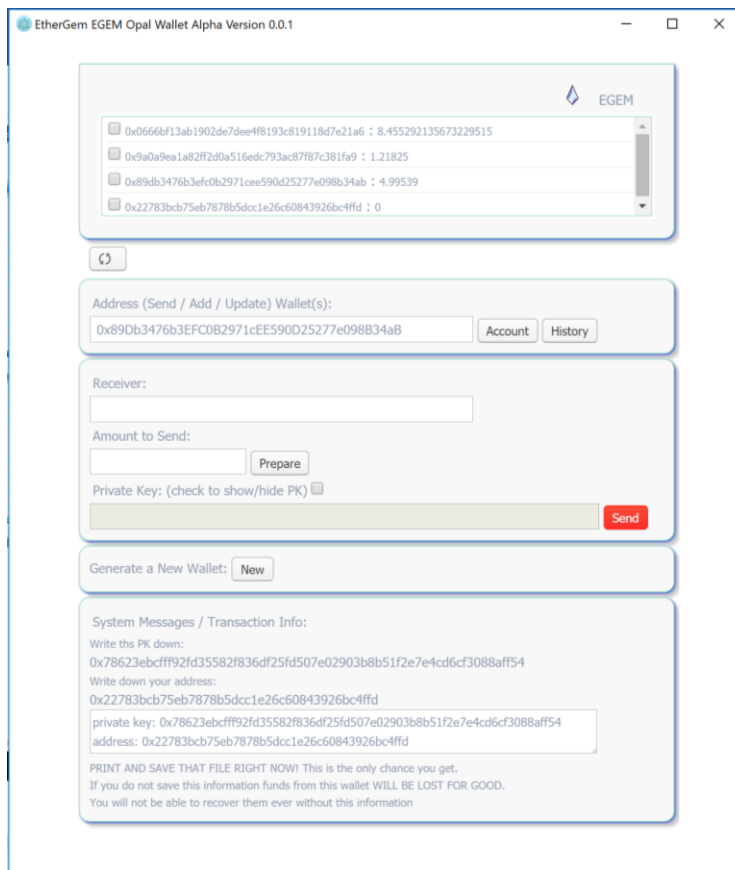 EtherGem EGEM Opal Wallet Alpha Version 0.0.1
EGEM
0x0666bf13ab1902de7dee4f8193c819118d7e21a6 : 8.455292135673229515
0x9a0a9ea1a82ff2d0a516edc793ac87f87c381fa9 : 1.21825
0x89db3476b3efc0b2971cee590d25277e098b34ab : 4.99539
0x22783bcb75eb7878b5dcc1e26c60843926bc4ffd : 0
Address (Send / Add / Update) Wallet(s):
0x89Db3476b3EFC0B2971cEE590D25277e098B34aB Account History
Receiver:
Amount to Send:
Prepare
Private Key: (check to show/hide PK)
Send
Generate a New Wallet: New
System Messages / Transaction Info:
Write ths PK down:
0x78623ebcfff92fd35582f836df25fd507e02903b8b51f2e7e4cd6cf3088aff54
Write down your address:
0x22783bcb75eb7878b5dcc1e26c60843926bc4ffd
private key: 0x78623ebcfff92fd35582f836df25fd507e02903b8b51f2e7e4cd6cf3088aff54
address: 0x22783bcb75eb7878b5dcc1e26c60843926bc4ffd
PRINT AND SAVE THAT FILE RIGHT NOW! This is the only chance you get.
If you do not save this information funds from this wallet WILL BE LOST FOR GOOD.
You will not be able to recover them ever without this information